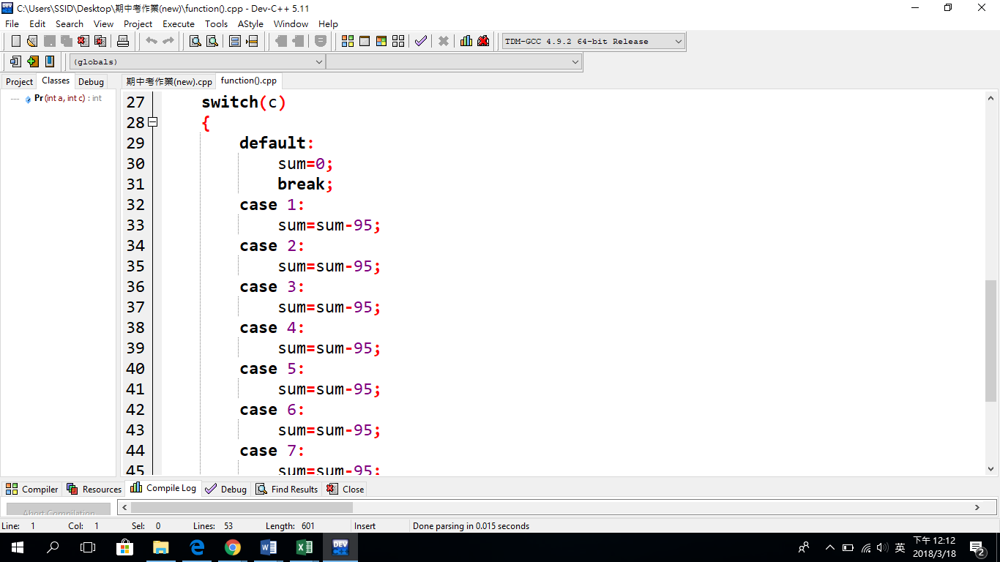 C:\Users\SSID\Desktop\期中考作業(new)\function().cpp - Dev-C++ 5.11
File Edit Search View Project Execute Tools AStyle Window Help
TDM-GCC 4.9.2 64-bit Release
(globals)
Project Classes Debug 期中考作業(new).cpp function().cpp
Pr (int a, int c) : int
27 switch(c)
28 {
29 default:
30 sum=0;
31 break;
32 case 1:
33 sum=sum-95;
34 case 2:
35 sum=sum-95;
36 case 3:
37 sum=sum-95;
38 case 4:
39 sum=sum-95;
40 case 5:
41 sum=sum-95;
42 case 6:
43 sum=sum-95;
44 case 7:
45 sum=sum-95;
Compiler Resources Compile Log Debug Find Results Close
Abort Compilation
Line: 1 Col: 1 Sel: 0 Lines: 53 Length: 601 Insert Done parsing in 0.015 seconds
DEV
英
下午 12:12
2018/3/18
2